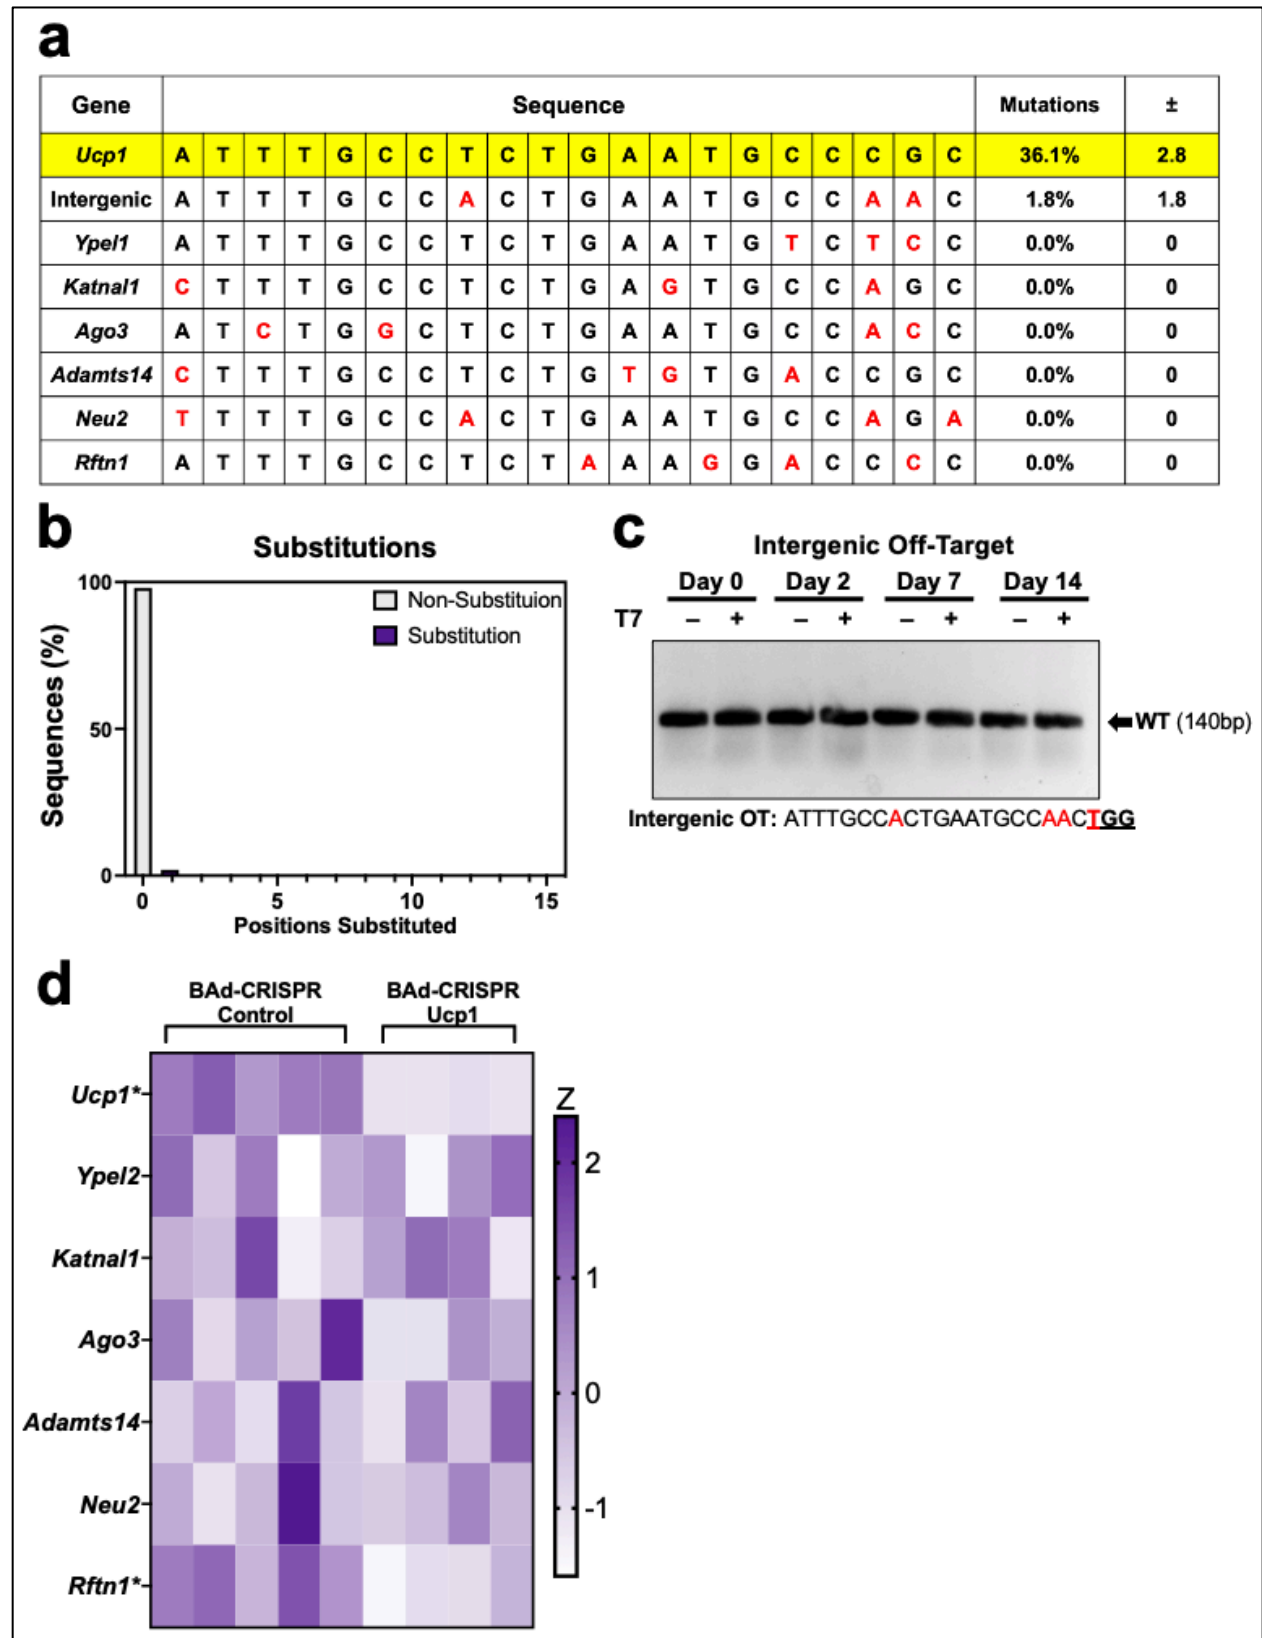 a
Gene Sequence Mutations ±
Ucp1 A T T T G C C T C T G A A T G C C C G C 36.1% 2.8
Intergenic A T T T G C C A C T G A A T G C C A A C 1.8% 1.8
Ypel1 A T T T G C C T C T G A A T G T C T C C 0.0% 0
Katnal1 C T T T G C C T C T G A G T G C C A G C 0.0% 0
Ago3 A T C T G G C T C T G A A T G C C A C C 0.0% 0
Adamts14 C T T T G C C T C T G T G T G A C C G C 0.0% 0
Neu2 T T T T G C C A C T G A A T G C C A G A 0.0% 0
Rftn1 A T T T G C C T C T A A A G G A C C C C 0.0% 0
b
Substitutions
Sequences (%)
100
50
0
Non-Substituion
Substitution
0 5 10 15
Positions Substituted
c
Intergenic Off-Target
Day 0 Day 2 Day 7 Day 14
T7 – + – + – + – +
WT (140bp)
Intergenic OT: ATTTGCCACTGAATGCCAACTGG
d
BAd-CRISPR Control
BAd-CRISPR Ucp1
Ucp1*
Ypel2
Katnal1
Ago3
Adamts14
Neu2
Rftn1*
Z
2
1
0
-1